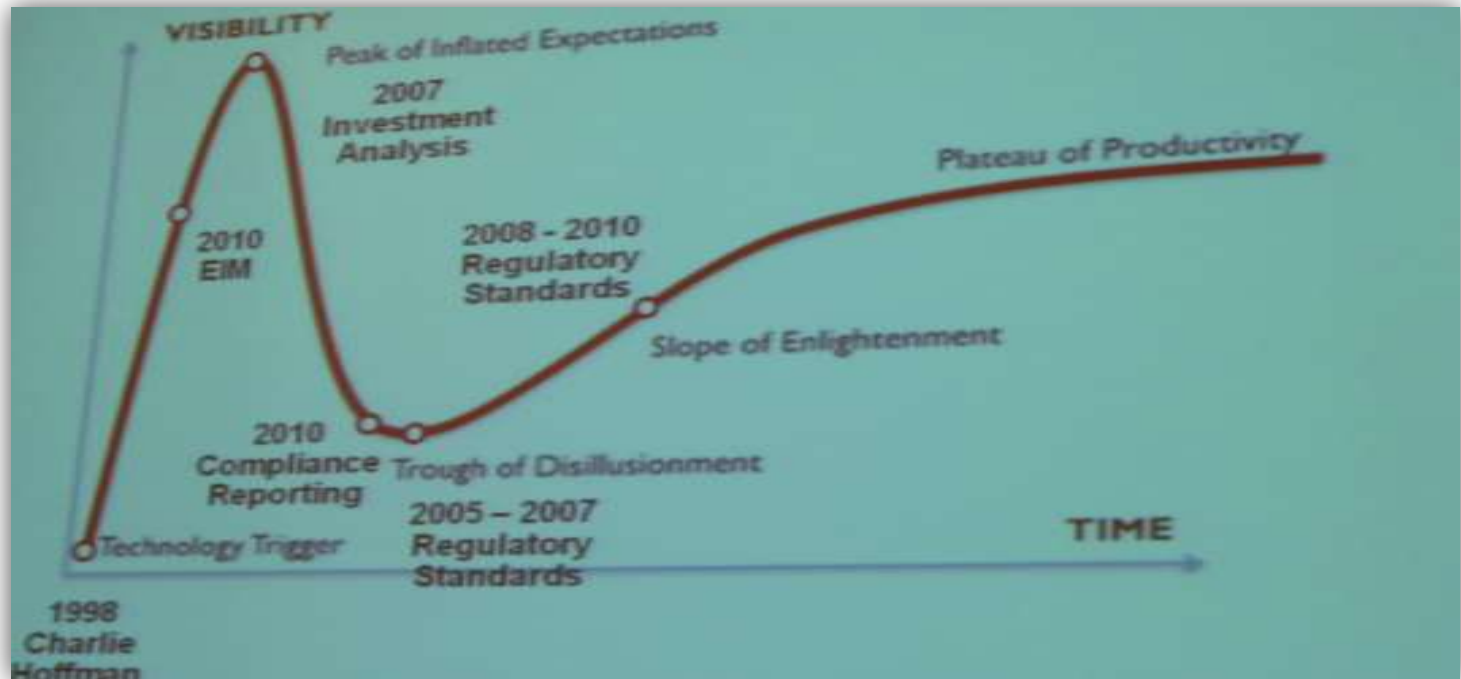 VISIBILITY
Peak of Inflated Expectations
2007
Investment
Analysis
Plateau of Productivity
2010
EIM
2008 - 2010
Regulatory
Standards
Slope of Enlightenment
2010
Compliance
Reporting
Trough of Disillusionment
2005 – 2007
Regulatory
Standards
Technology Trigger
TIME
1998
Charlie
Hoffman